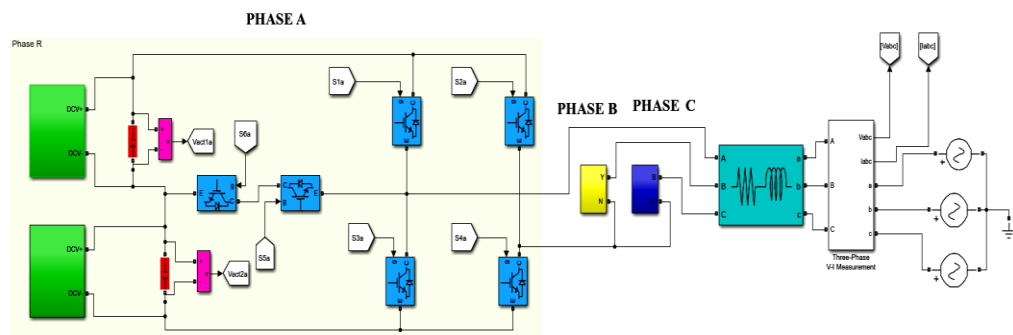 PHASE A
Phase R
DCV+
DCV-
Vact1a
S6a
S5a
S1a
S2a
g C
E
g C
E
E g
C
C
g E
DCV+
DCV-
Vact2a
S3a
S4a
g C
E
g C
E
PHASE B
PHASE C
Y
N
B
A
B
C
a
b
c
A
B
C
Vabc
Iabc
a
b
c
Three-Phase
V-I Measurement
[Vabc]
[Iabc]
+
+
+